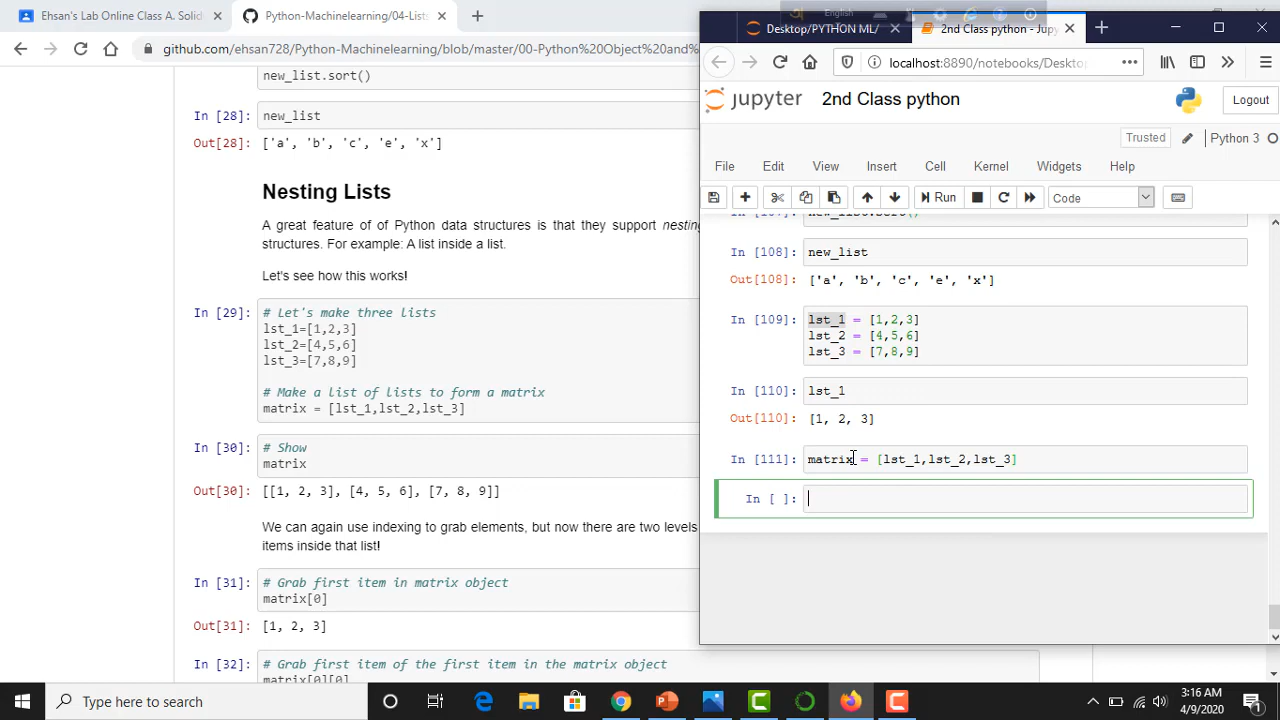 Ehsan's Lab Online Class A. Solid
Python-Machinelearning/04-Lists
English
Desktop/PYTHON ML/
2nd Class python - Jupy
github.com/ehsan728/Python-Machinelearning/blob/master/00-Python%20Object%20and%
localhost:8890/notebooks/Desktop
jupyter
2nd Class python
Logout
Trusted
Python 3
File
Edit
View
Insert
Cell
Kernel
Widgets
Help
Run
Code
new_list.sort()
In [28]:
new_list
Out[28]:
['a', 'b', 'c', 'e', 'x']
Nesting Lists
A great feature of of Python data structures is that they support nesting
structures. For example: A list inside a list.
Let's see how this works!
In [29]:
# Let's make three lists
lst_1=[1,2,3]
lst_2=[4,5,6]
lst_3=[7,8,9]
# Make a list of lists to form a matrix
matrix = [lst_1,lst_2,lst_3]
In [30]:
# Show
matrix
Out[30]:
[[1, 2, 3], [4, 5, 6], [7, 8, 9]]
We can again use indexing to grab elements, but now there are two levels
items inside that list!
In [31]:
# Grab first item in matrix object
matrix[0]
Out[31]:
[1, 2, 3]
In [32]:
# Grab first item of the first item in the matrix object
matrix[0][0]
In [107]:
new_list.sort()
In [108]:
new_list
Out[108]:
['a', 'b', 'c', 'e', 'x']
In [109]:
lst_1 = [1,2,3]
lst_2 = [4,5,6]
lst_3 = [7,8,9]
In [110]:
lst_1
Out[110]:
[1, 2, 3]
In [111]:
matrix = [lst_1,lst_2,lst_3]
In [ ]:
Type here to search
3:16 AM
4/9/2020